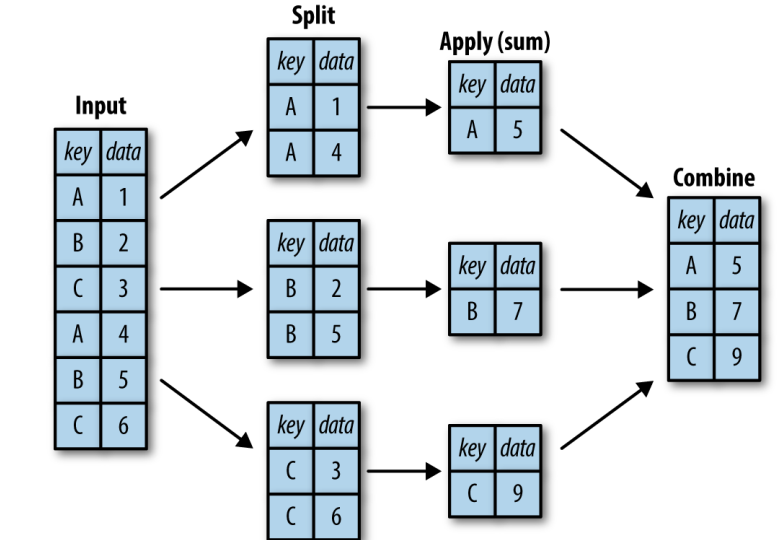 Input
key data
A 1
B 2
C 3
A 4
B 5
C 6
Split
key data
A 1
A 4
key data
B 2
B 5
key data
C 3
C 6
Apply (sum)
key data
A 5
key data
B 7
key data
C 9
Combine
key data
A 5
B 7
C 9